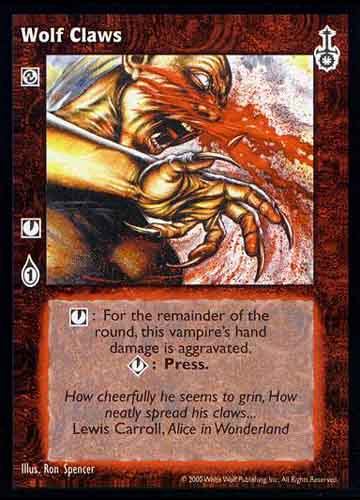 Wolf Claws
1
: For the remainder of the
round, this vampire's hand
damage is aggravated.
: Press.
How cheerfully he seems to grin, How
neatly spread his claws...
Lewis Carroll, Alice in Wonderland
Illus. Ron Spencer
© 2000 White Wolf Publishing, Inc. All Rights Reserved.